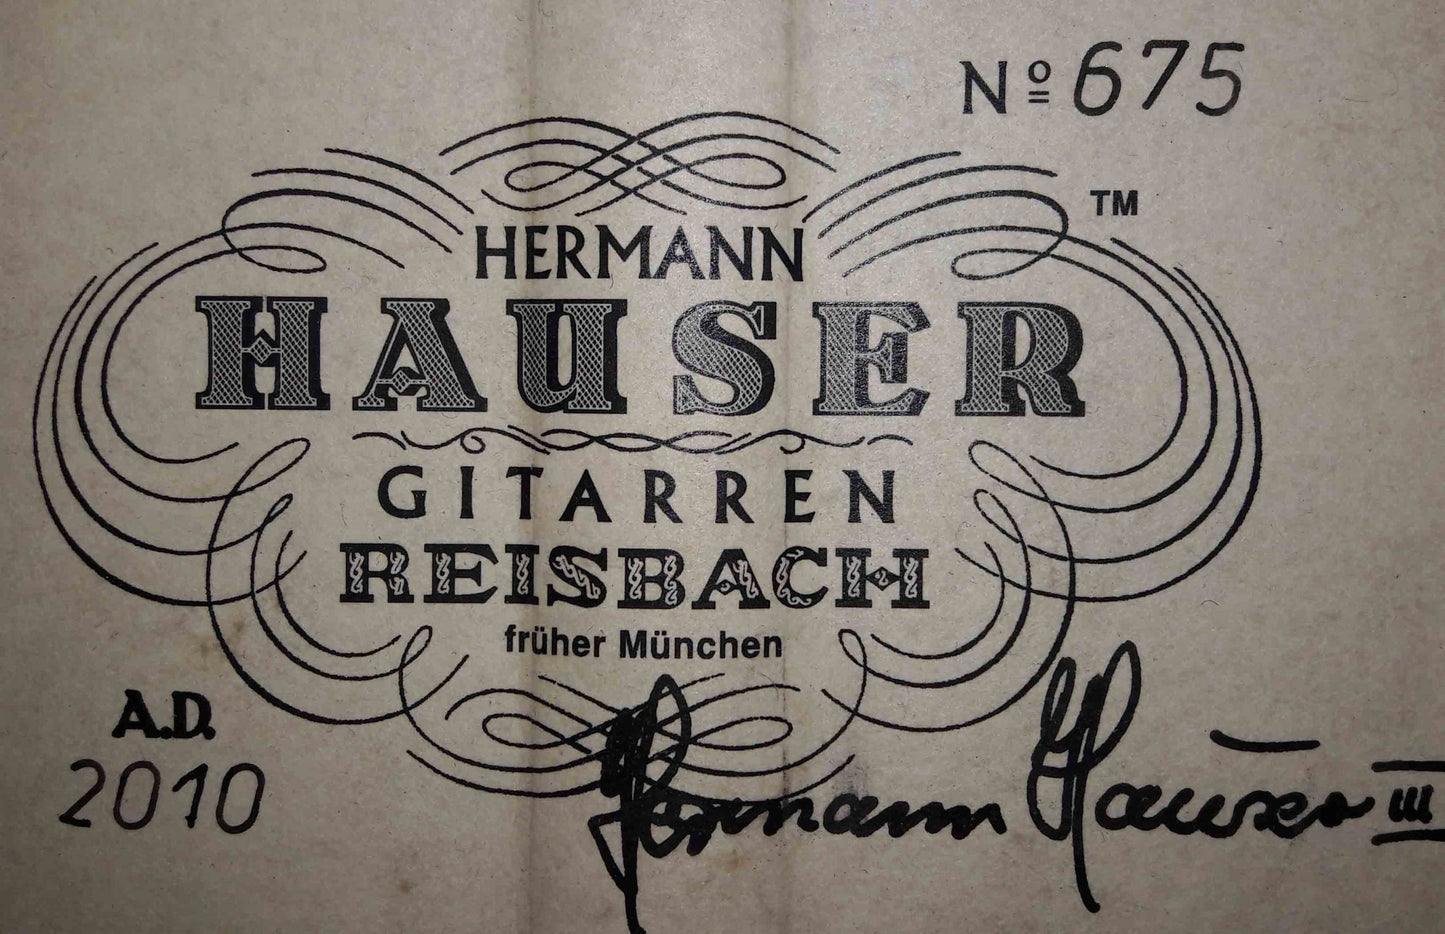 Nº 675
TM
HERMANN
HAUSER
GITARREN
REISBACH
früher München
A.D.
2010
Hermann Hauser III